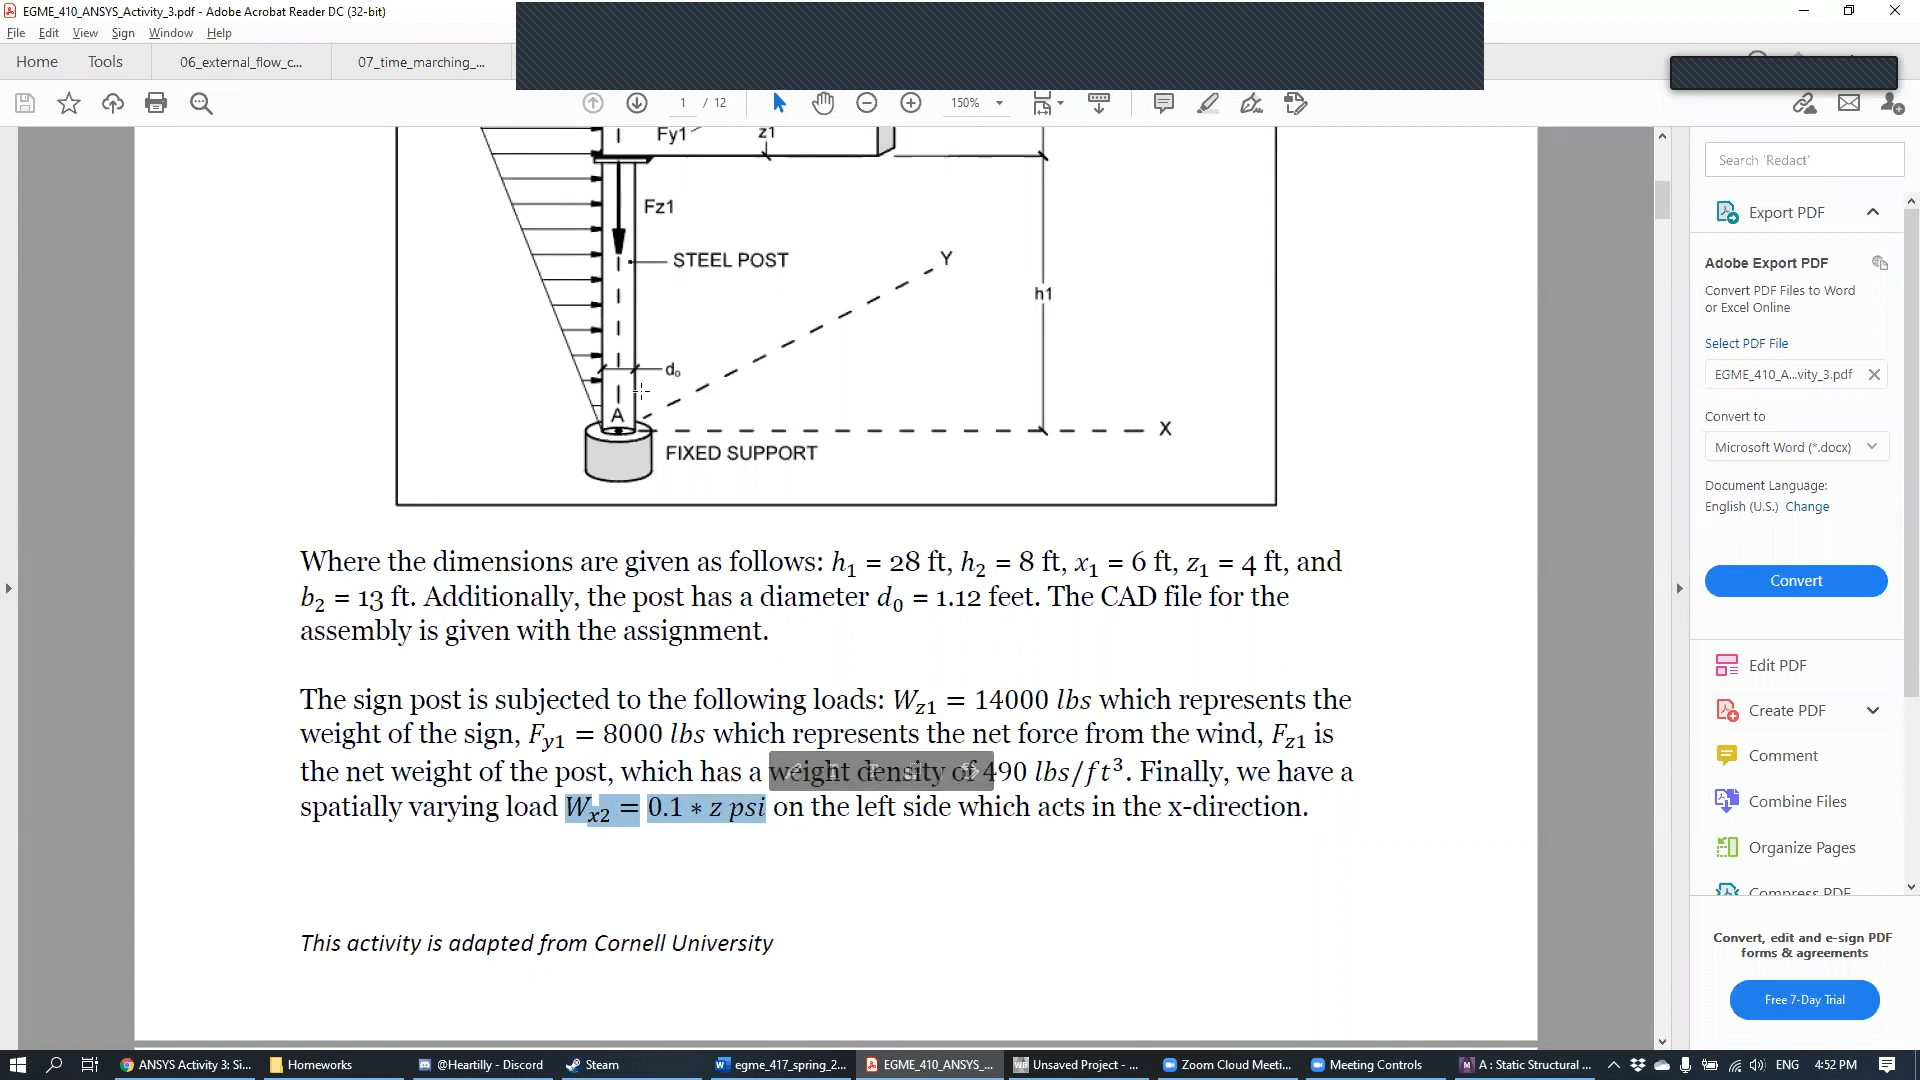 EGME_410_ANSYS_Activity_3.pdf - Adobe Acrobat Reader DC (32-bit)
File Edit View Sign Window Help
Home Tools 06_external_flow_c... 07_time_marching_...
1 / 12 150%
Fy1 z1
Fz1
STEEL POST
Y
h1
do
A
X
FIXED SUPPORT
Where the dimensions are given as follows: h₁ = 28 ft, h₂ = 8 ft, x₁ = 6 ft, z₁ = 4 ft, and
b₂ = 13 ft. Additionally, the post has a diameter d₀ = 1.12 feet. The CAD file for the
assembly is given with the assignment.
The sign post is subjected to the following loads: W_z1 = 14000 lbs which represents the
weight of the sign, F_y1 = 8000 lbs which represents the net force from the wind, F_z1 is
the net weight of the post, which has a weight density of 490 lbs/ft³. Finally, we have a
spatially varying load W_x2 = 0.1 * z psi on the left side which acts in the x-direction.
This activity is adapted from Cornell University
Search 'Redact'
Export PDF
Adobe Export PDF
Convert PDF Files to Word
or Excel Online
Select PDF File
EGME_410_A...vity_3.pdf
Convert to
Microsoft Word (*.docx)
Document Language:
English (U.S.) Change
Convert
Edit PDF
Create PDF
Comment
Combine Files
Organize Pages
Compress PDF
Convert, edit and e-sign PDF
forms & agreements
Free 7-Day Trial
ANSYS Activity 3: Si... Homeworks @Heartilly - Discord Steam egme_417_spring_2... EGME_410_ANSYS_... Unsaved Project - ... Zoom Cloud Meeti... Meeting Controls A : Static Structural ... ENG 4:52 PM